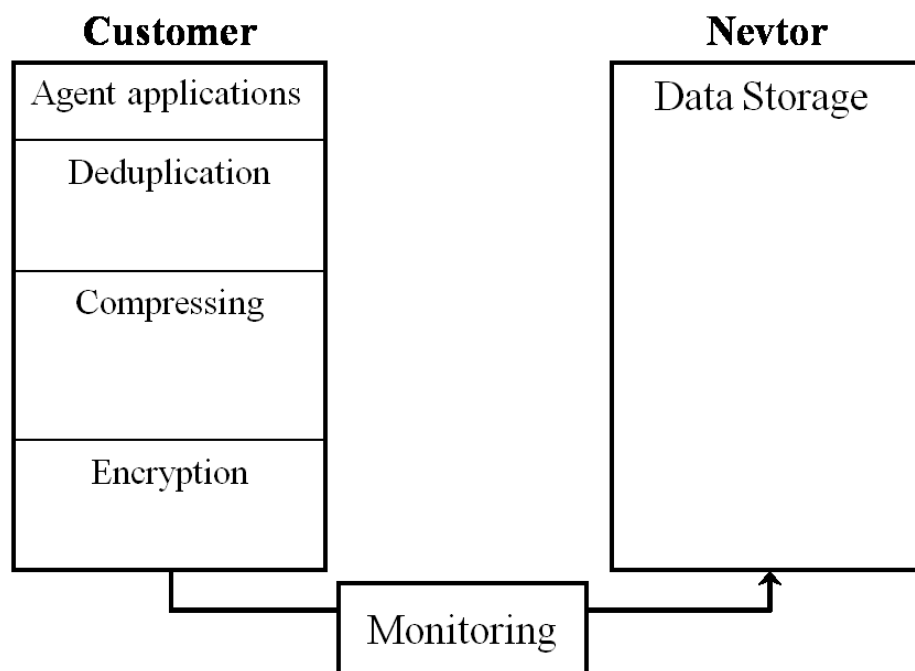 Customer
Nevtor
Agent applications
Data Storage
Deduplication
Compressing
Encryption
Monitoring